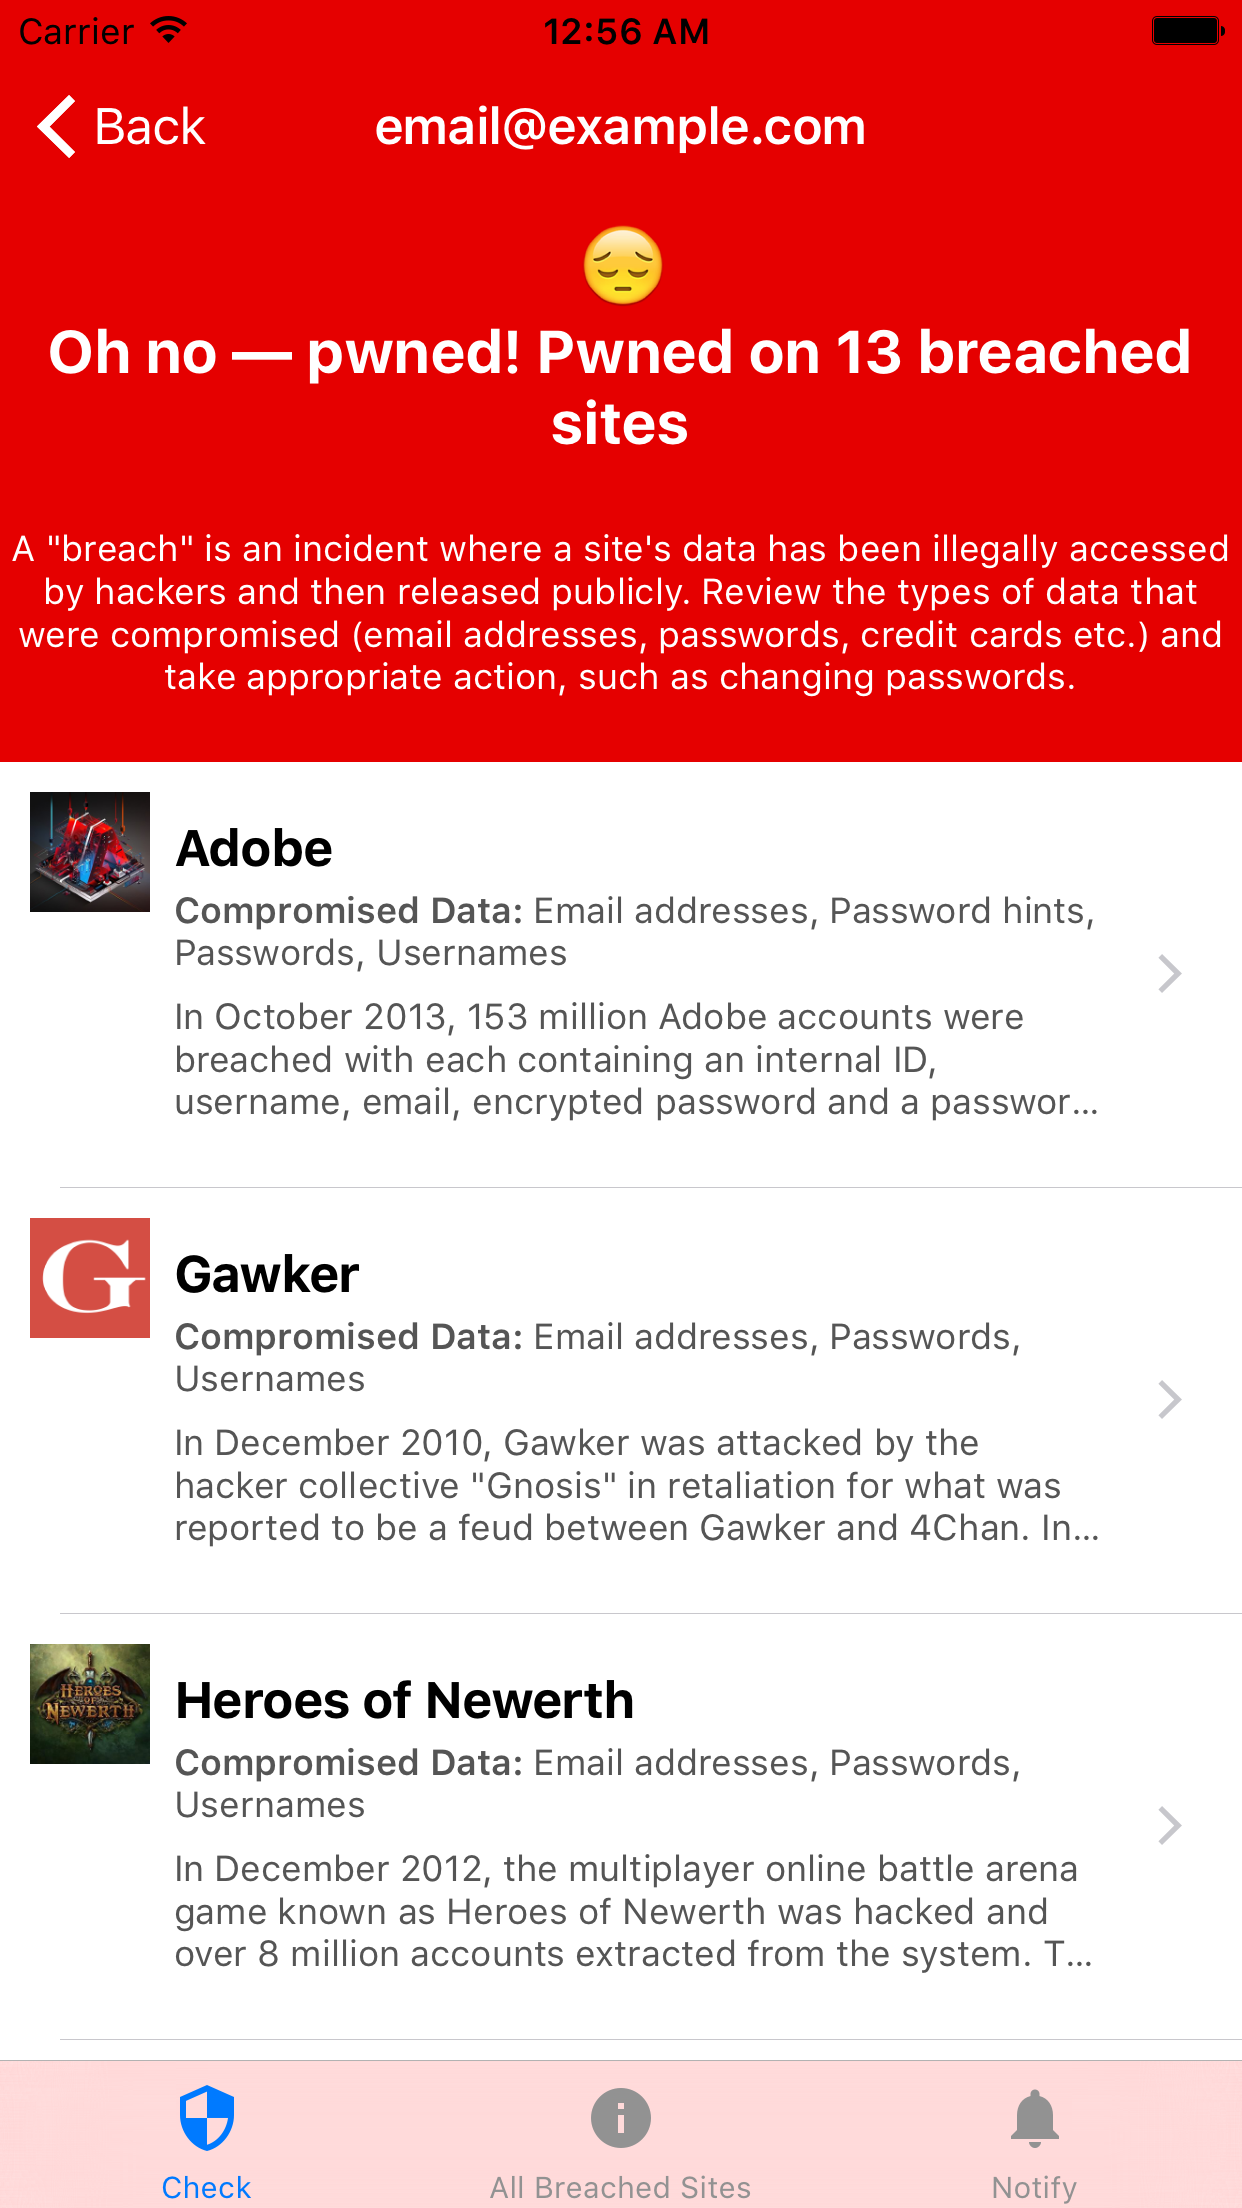 Carrier 12:56 AM
Back email@example.com
Oh no — pwned! Pwned on 13 breached
sites
A "breach" is an incident where a site's data has been illegally accessed
by hackers and then released publicly. Review the types of data that
were compromised (email addresses, passwords, credit cards etc.) and
take appropriate action, such as changing passwords.
Adobe
Compromised Data: Email addresses, Password hints,
Passwords, Usernames
In October 2013, 153 million Adobe accounts were
breached with each containing an internal ID,
username, email, encrypted password and a passwor...
G
Gawker
Compromised Data: Email addresses, Passwords,
Usernames
In December 2010, Gawker was attacked by the
hacker collective "Gnosis" in retaliation for what was
reported to be a feud between Gawker and 4Chan. In...
HEROES
OF
NEWERTH
Heroes of Newerth
Compromised Data: Email addresses, Passwords,
Usernames
In December 2012, the multiplayer online battle arena
game known as Heroes of Newerth was hacked and
over 8 million accounts extracted from the system. T...
Check All Breached Sites Notify